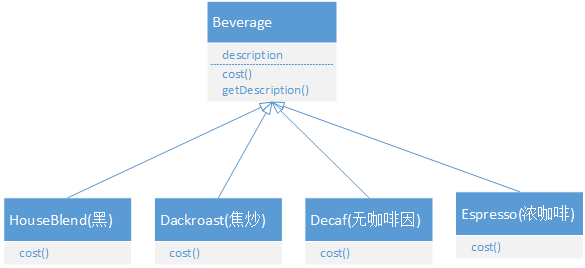 Beverage
description
cost()
getDescription()
HouseBlend(黑)
cost()
Dackroast(焦炒)
cost()
Decaf(无咖啡因)
cost()
Espresso(浓咖啡)
cost()